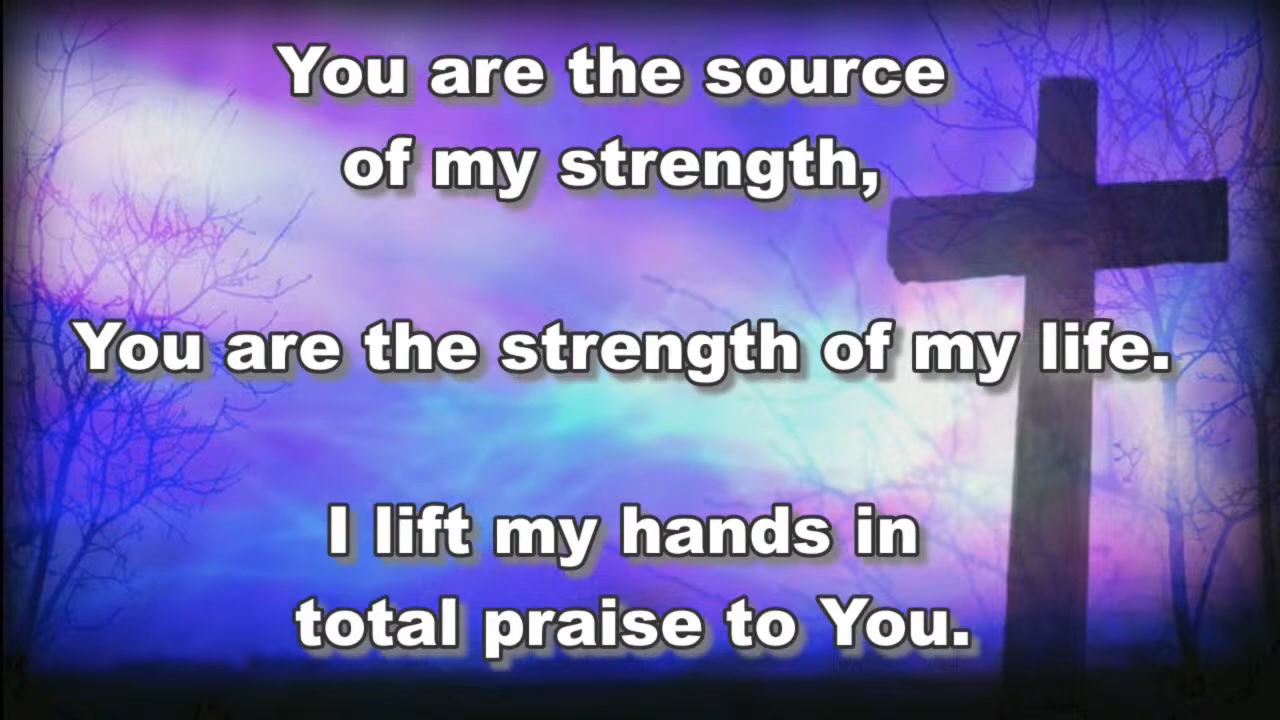 You are the source
of my strength,
You are the strength of my life.
I lift my hands in
total praise to You.